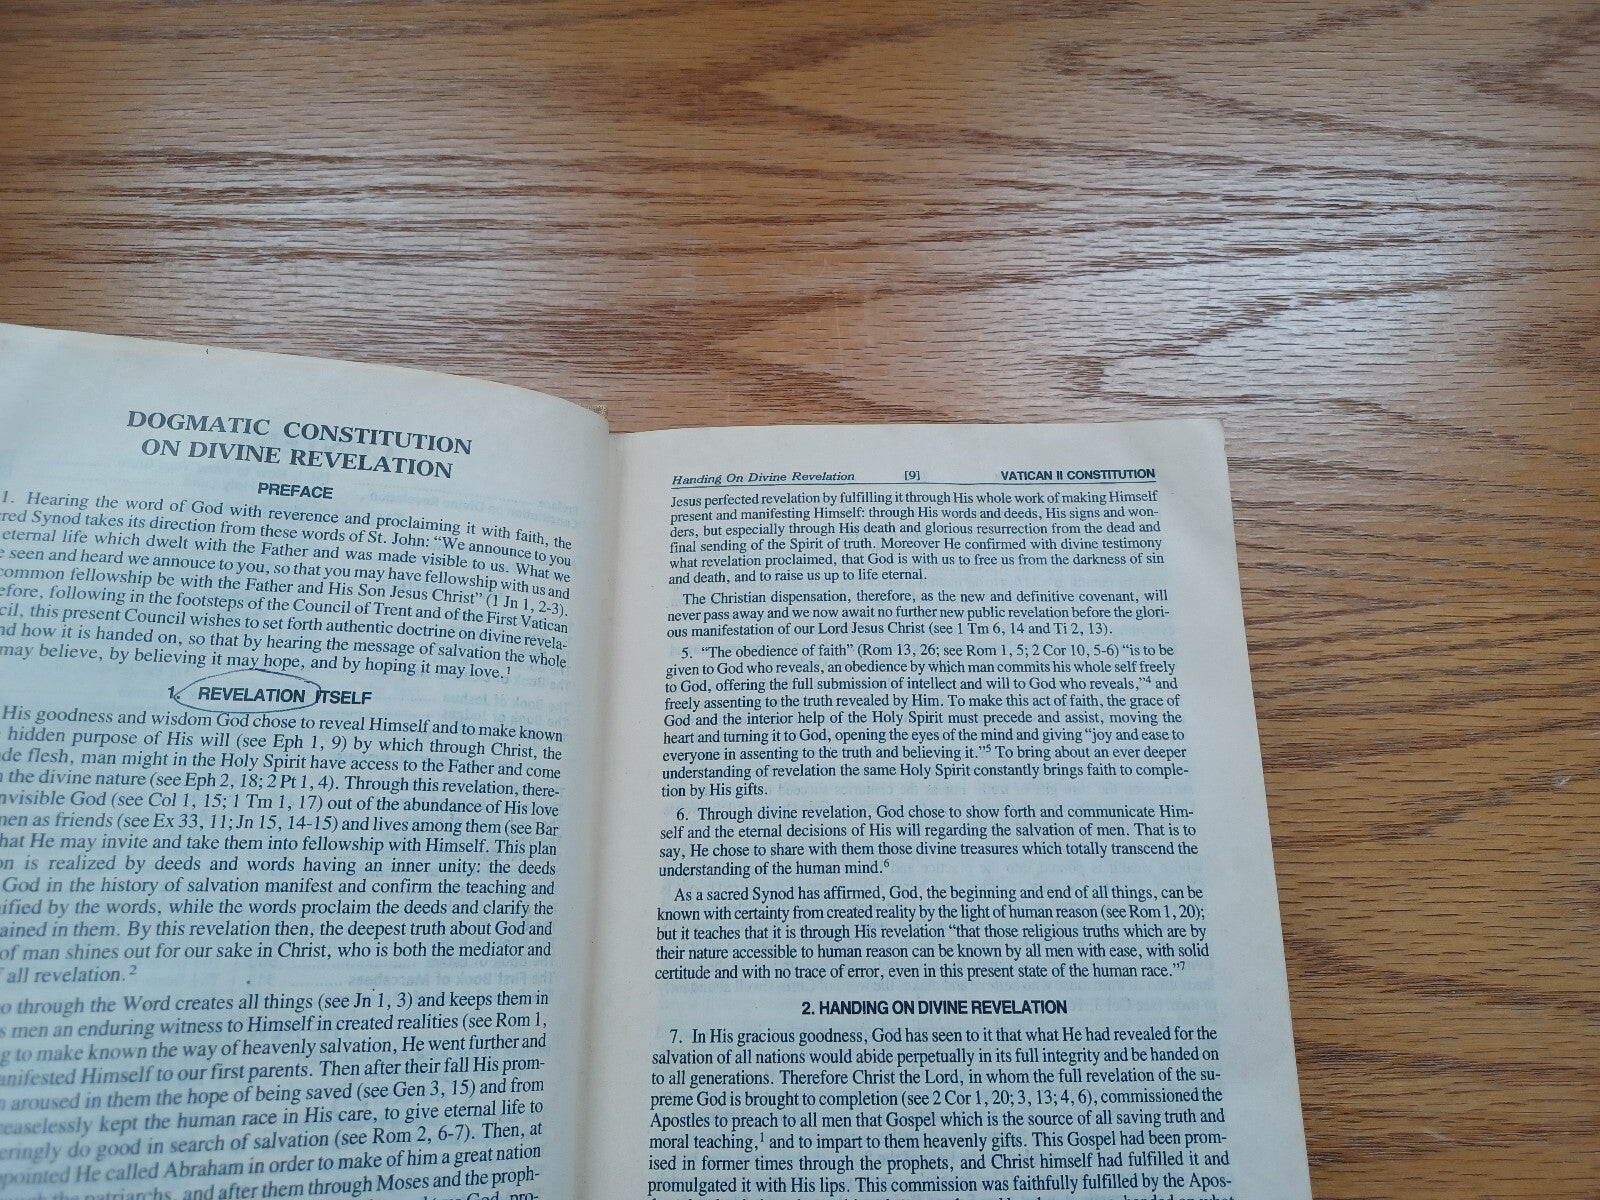 DOGMATIC CONSTITUTION
ON DIVINE REVELATION
PREFACE
1. Hearing the word of God with reverence and proclaiming it with faith, the
Synod takes its direction from these words of St. John: “We announce to you
eternal life which dwelt with the Father and was made visible to us. What we
seen and heard we annouce to you, so that you may have fellowship with us and
common fellowship be with the Father and His Son Jesus Christ” (1 Jn 1, 2-3).
following in the footsteps of the Council of Trent and of the First Vatican
this present Council wishes to set forth authentic doctrine on divine revela-
how it is handed on, so that by hearing the message of salvation the whole
may believe, by believing it may hope, and by hoping it may love.1
1. REVELATION ITSELF
His goodness and wisdom God chose to reveal Himself and to make known
hidden purpose of His will (see Eph 1, 9) by which through Christ, the
flesh, man might in the Holy Spirit have access to the Father and come
the divine nature (see Eph 2, 18; 2 Pt 1, 4). Through this revelation, there-
God (see Col 1, 15; 1 Tm 1, 17) out of the abundance of His love
as friends (see Ex 33, 11; Jn 15, 14-15) and lives among them (see Bar
He may invite and take them into fellowship with Himself. This plan
is realized by deeds and words having an inner unity: the deeds
God in the history of salvation manifest and confirm the teaching and
by the words, while the words proclaim the deeds and clarify the
in them. By this revelation then, the deepest truth about God and
of man shines out for our sake in Christ, who is both the mediator and
all revelation.2
through the Word creates all things (see Jn 1, 3) and keeps them in
men an enduring witness to Himself in created realities (see Rom 1,
to make known the way of heavenly salvation, He went further and
Himself to our first parents. Then after their fall His prom-
aroused in them the hope of being saved (see Gen 3, 15) and from
kept the human race in His care, to give eternal life to
do good in search of salvation (see Rom 2, 6-7). Then, at
He called Abraham in order to make of him a great nation
patriarchs, and after them through Moses and the proph-
God, pro-
Handing On Divine Revelation [9] VATICAN II CONSTITUTION
Jesus perfected revelation by fulfilling it through His whole work of making Himself
present and manifesting Himself: through His words and deeds, His signs and won-
ders, but especially through His death and glorious resurrection from the dead and
final sending of the Spirit of truth. Moreover He confirmed with divine testimony
what revelation proclaimed, that God is with us to free us from the darkness of sin
and death, and to raise us up to life eternal.
The Christian dispensation, therefore, as the new and definitive covenant, will
never pass away and we now await no further new public revelation before the glori-
ous manifestation of our Lord Jesus Christ (see 1 Tm 6, 14 and Ti 2, 13).
5. “The obedience of faith” (Rom 13, 26; see Rom 1, 5; 2 Cor 10, 5-6) “is to be
given to God who reveals, an obedience by which man commits his whole self freely
to God, offering the full submission of intellect and will to God who reveals,”4 and
freely assenting to the truth revealed by Him. To make this act of faith, the grace of
God and the interior help of the Holy Spirit must precede and assist, moving the
heart and turning it to God, opening the eyes of the mind and giving “joy and ease to
everyone in assenting to the truth and believing it.”5 To bring about an ever deeper
understanding of revelation the same Holy Spirit constantly brings faith to comple-
tion by His gifts.
6. Through divine revelation, God chose to show forth and communicate Him-
self and the eternal decisions of His will regarding the salvation of men. That is to
say, He chose to share with them those divine treasures which totally transcend the
understanding of the human mind.6
As a sacred Synod has affirmed, God, the beginning and end of all things, can be
known with certainty from created reality by the light of human reason (see Rom 1, 20);
but it teaches that it is through His revelation “that those religious truths which are by
their nature accessible to human reason can be known by all men with ease, with solid
certitude and with no trace of error, even in this present state of the human race.”7
2. HANDING ON DIVINE REVELATION
7. In His gracious goodness, God has seen to it that what He had revealed for the
salvation of all nations would abide perpetually in its full integrity and be handed on
to all generations. Therefore Christ the Lord, in whom the full revelation of the su-
preme God is brought to completion (see 2 Cor 1, 20; 3, 13; 4, 6), commissioned the
Apostles to preach to all men that Gospel which is the source of all saving truth and
moral teaching,1 and to impart to them heavenly gifts. This Gospel had been prom-
ised in former times through the prophets, and Christ himself had fulfilled it and
promulgated it with His lips. This commission was faithfully fulfilled by the Apos-